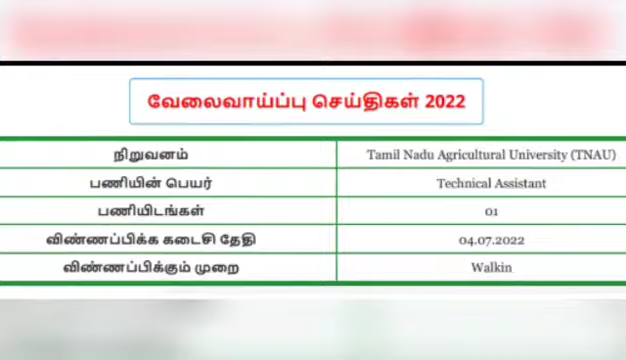 வேலைவாய்ப்பு செய்திகள் 2022
நிறுவனம் Tamil Nadu Agricultural University (TNAU)
பணியின் பெயர் Technical Assistant
பணியிடங்கள் 01
விண்ணப்பிக்க கடைசி தேதி 04.07.2022
விண்ணப்பிக்கும் முறை Walkin